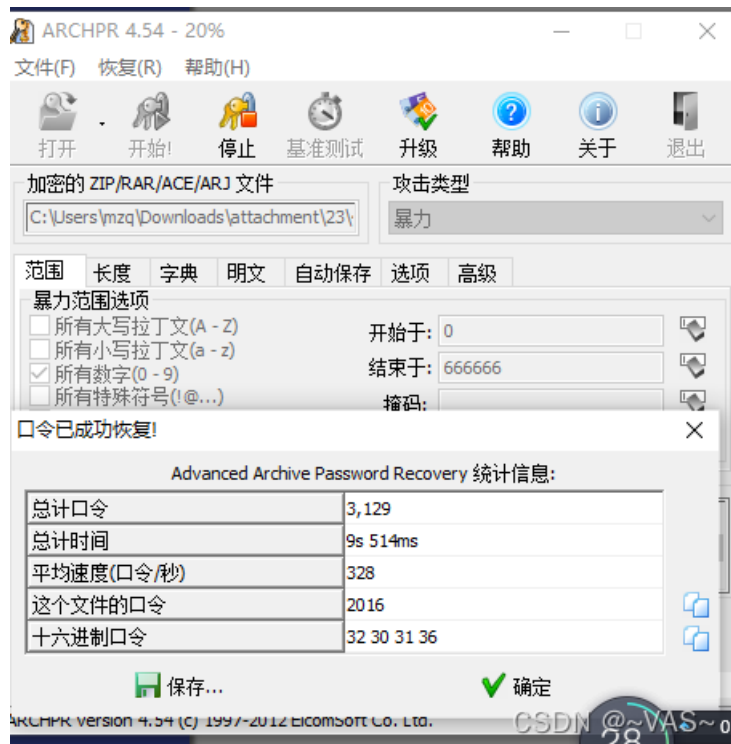 ARCHPR 4.54 - 20%
文件(F) 恢复(R) 帮助(H)
打开 开始! 停止 基准测试 升级 帮助 关于 退出
加密的 ZIP/RAR/ACE/ARJ 文件 攻击类型
C:\Users\mzq\Downloads\attachment\23\ 暴力
范围 长度 字典 明文 自动保存 选项 高级
暴力范围选项
所有大写拉丁文(A - Z) 开始于: 0
所有小写拉丁文(a - z)
所有数字(0 - 9) 结束于: 666666
所有特殊符号(!@...) 掩码:
口令已成功恢复!
Advanced Archive Password Recovery 统计信息:
总计口令 3,129
总计时间 9s 514ms
平均速度(口令/秒) 328
这个文件的口令 2016
十六进制口令 32 30 31 36
保存... 确定
ARCHPR version 4.54 (c) 1997-2012 ElcomSoft Co. Ltd.
CSDN @~VAS~
28
0